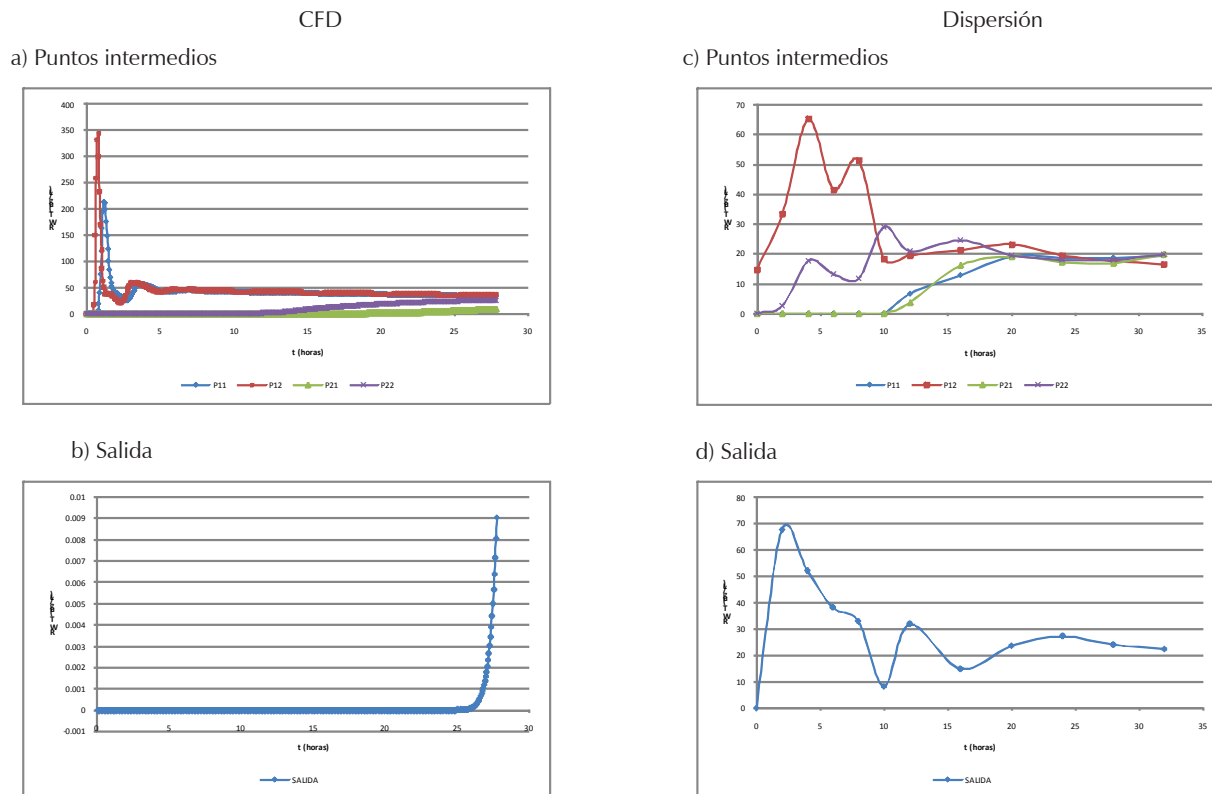 CFD
a) Puntos intermedios
400
350
300
250
200
150
100
50
0
0 5 10 15 20 25 30
t (horas)
P11 P12 P21 P22
b) Salida
0.01
0.009
0.008
0.007
0.006
0.005
0.004
0.003
0.002
0.001
0
-0.001
0 5 10 15 20 25 30
t (horas)
SALIDA
Dispersión
c) Puntos intermedios
70
60
50
40
30
20
10
0
0 5 10 15 20 25 30 35
t (horas)
P11 P12 P21 P22
d) Salida
80
70
60
50
40
30
20
10
0
0 5 10 15 20 25 30 35
t (horas)
SALIDA